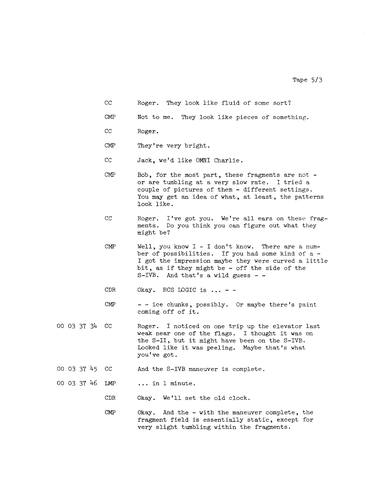 Tape 5/3
CC Roger. They look like fluid of some sort?
CMP Not to me. They look like pieces of something.
CC Roger.
CMP They're very bright.
CC Jack, we'd like OMNI Charlie.
CMP Bob, for the most part, these fragments are not -
or are tumbling at a very slow rate. I tried a
couple of pictures of them - different settings.
You may get an idea of what, at least, the patterns
look like.
CC Roger. I've got you. We're all ears on these frag-
ments. Do you think you can figure out what they
might be?
CMP Well, you know I - I don't know. There are a num-
ber of possibilities. If you had some kind of a -
I got the impression maybe they were curved a little
bit, as if they might be - off the side of the
S-IVB. And that's a wild guess - -
CDR Okay. RCS LOGIC is ... - -
CMP - - ice chunks, possibly. Or maybe there's paint
coming off of it.
00 03 37 34 CC Roger. I noticed on one trip up the elevator last
week near one of the flags. I thought it was on
the S-II, but it might have been on the S-IVB.
Looked like it was peeling. Maybe that's what
you've got.
00 03 37 45 CC And the S-IVB maneuver is complete.
00 03 37 46 LMP ... in 1 minute.
CDR Okay. We'll set the old clock.
CMP Okay. And the - with the maneuver complete, the
fragment field is essentially static, except for
very slight tumbling within the fragments.